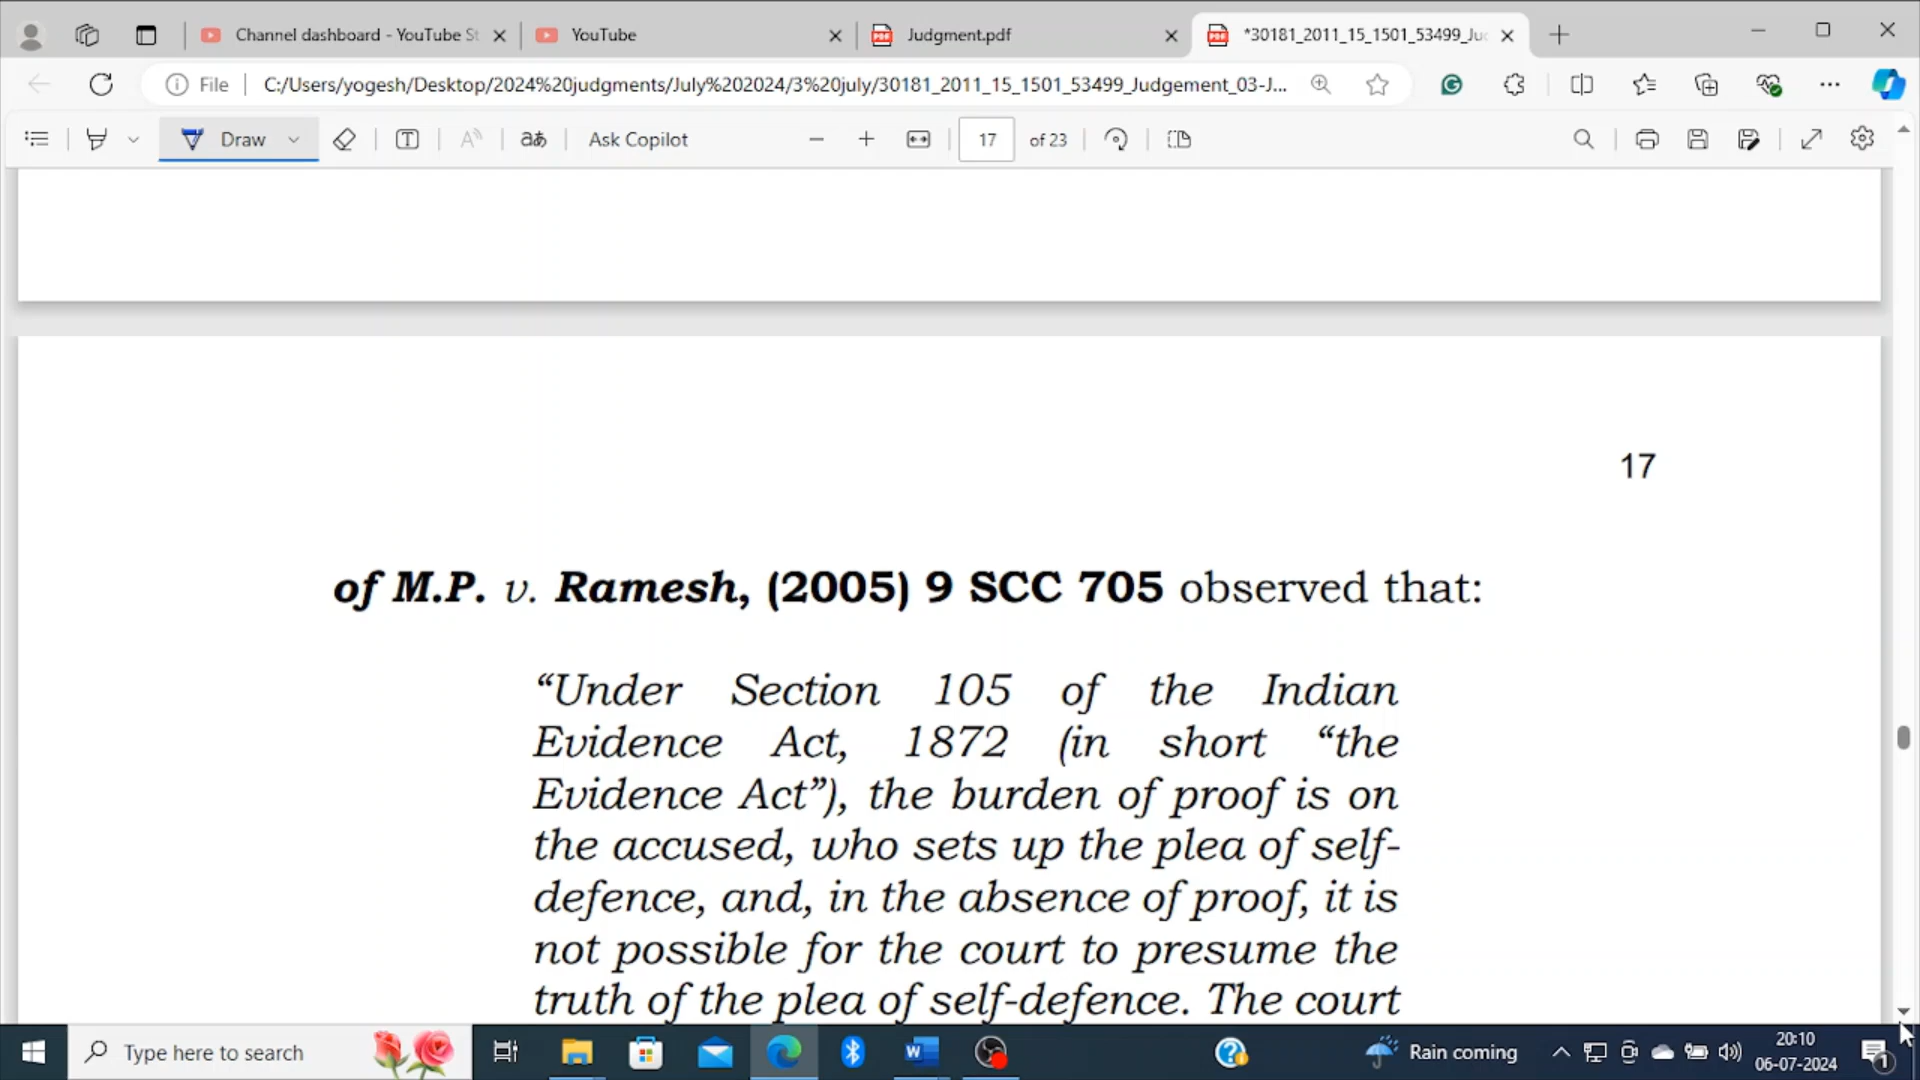 Channel dashboard - YouTube St
YouTube
Judgment.pdf
*30181_2011_15_1501_53499_Ju
File
C:/Users/yogesh/Desktop/2024%20judgments/July%202024/3%20july/30181_2011_15_1501_53499_Judgement_03-J...
Draw
Ask Copilot
17
of 23
17
of M.P. v. Ramesh, (2005) 9 SCC 705 observed that:
“Under Section 105 of the Indian
Evidence Act, 1872 (in short “the
Evidence Act”), the burden of proof is on
the accused, who sets up the plea of self-
defence, and, in the absence of proof, it is
not possible for the court to presume the
truth of the plea of self-defence. The court
Type here to search
Rain coming
20:10
06-07-2024
1